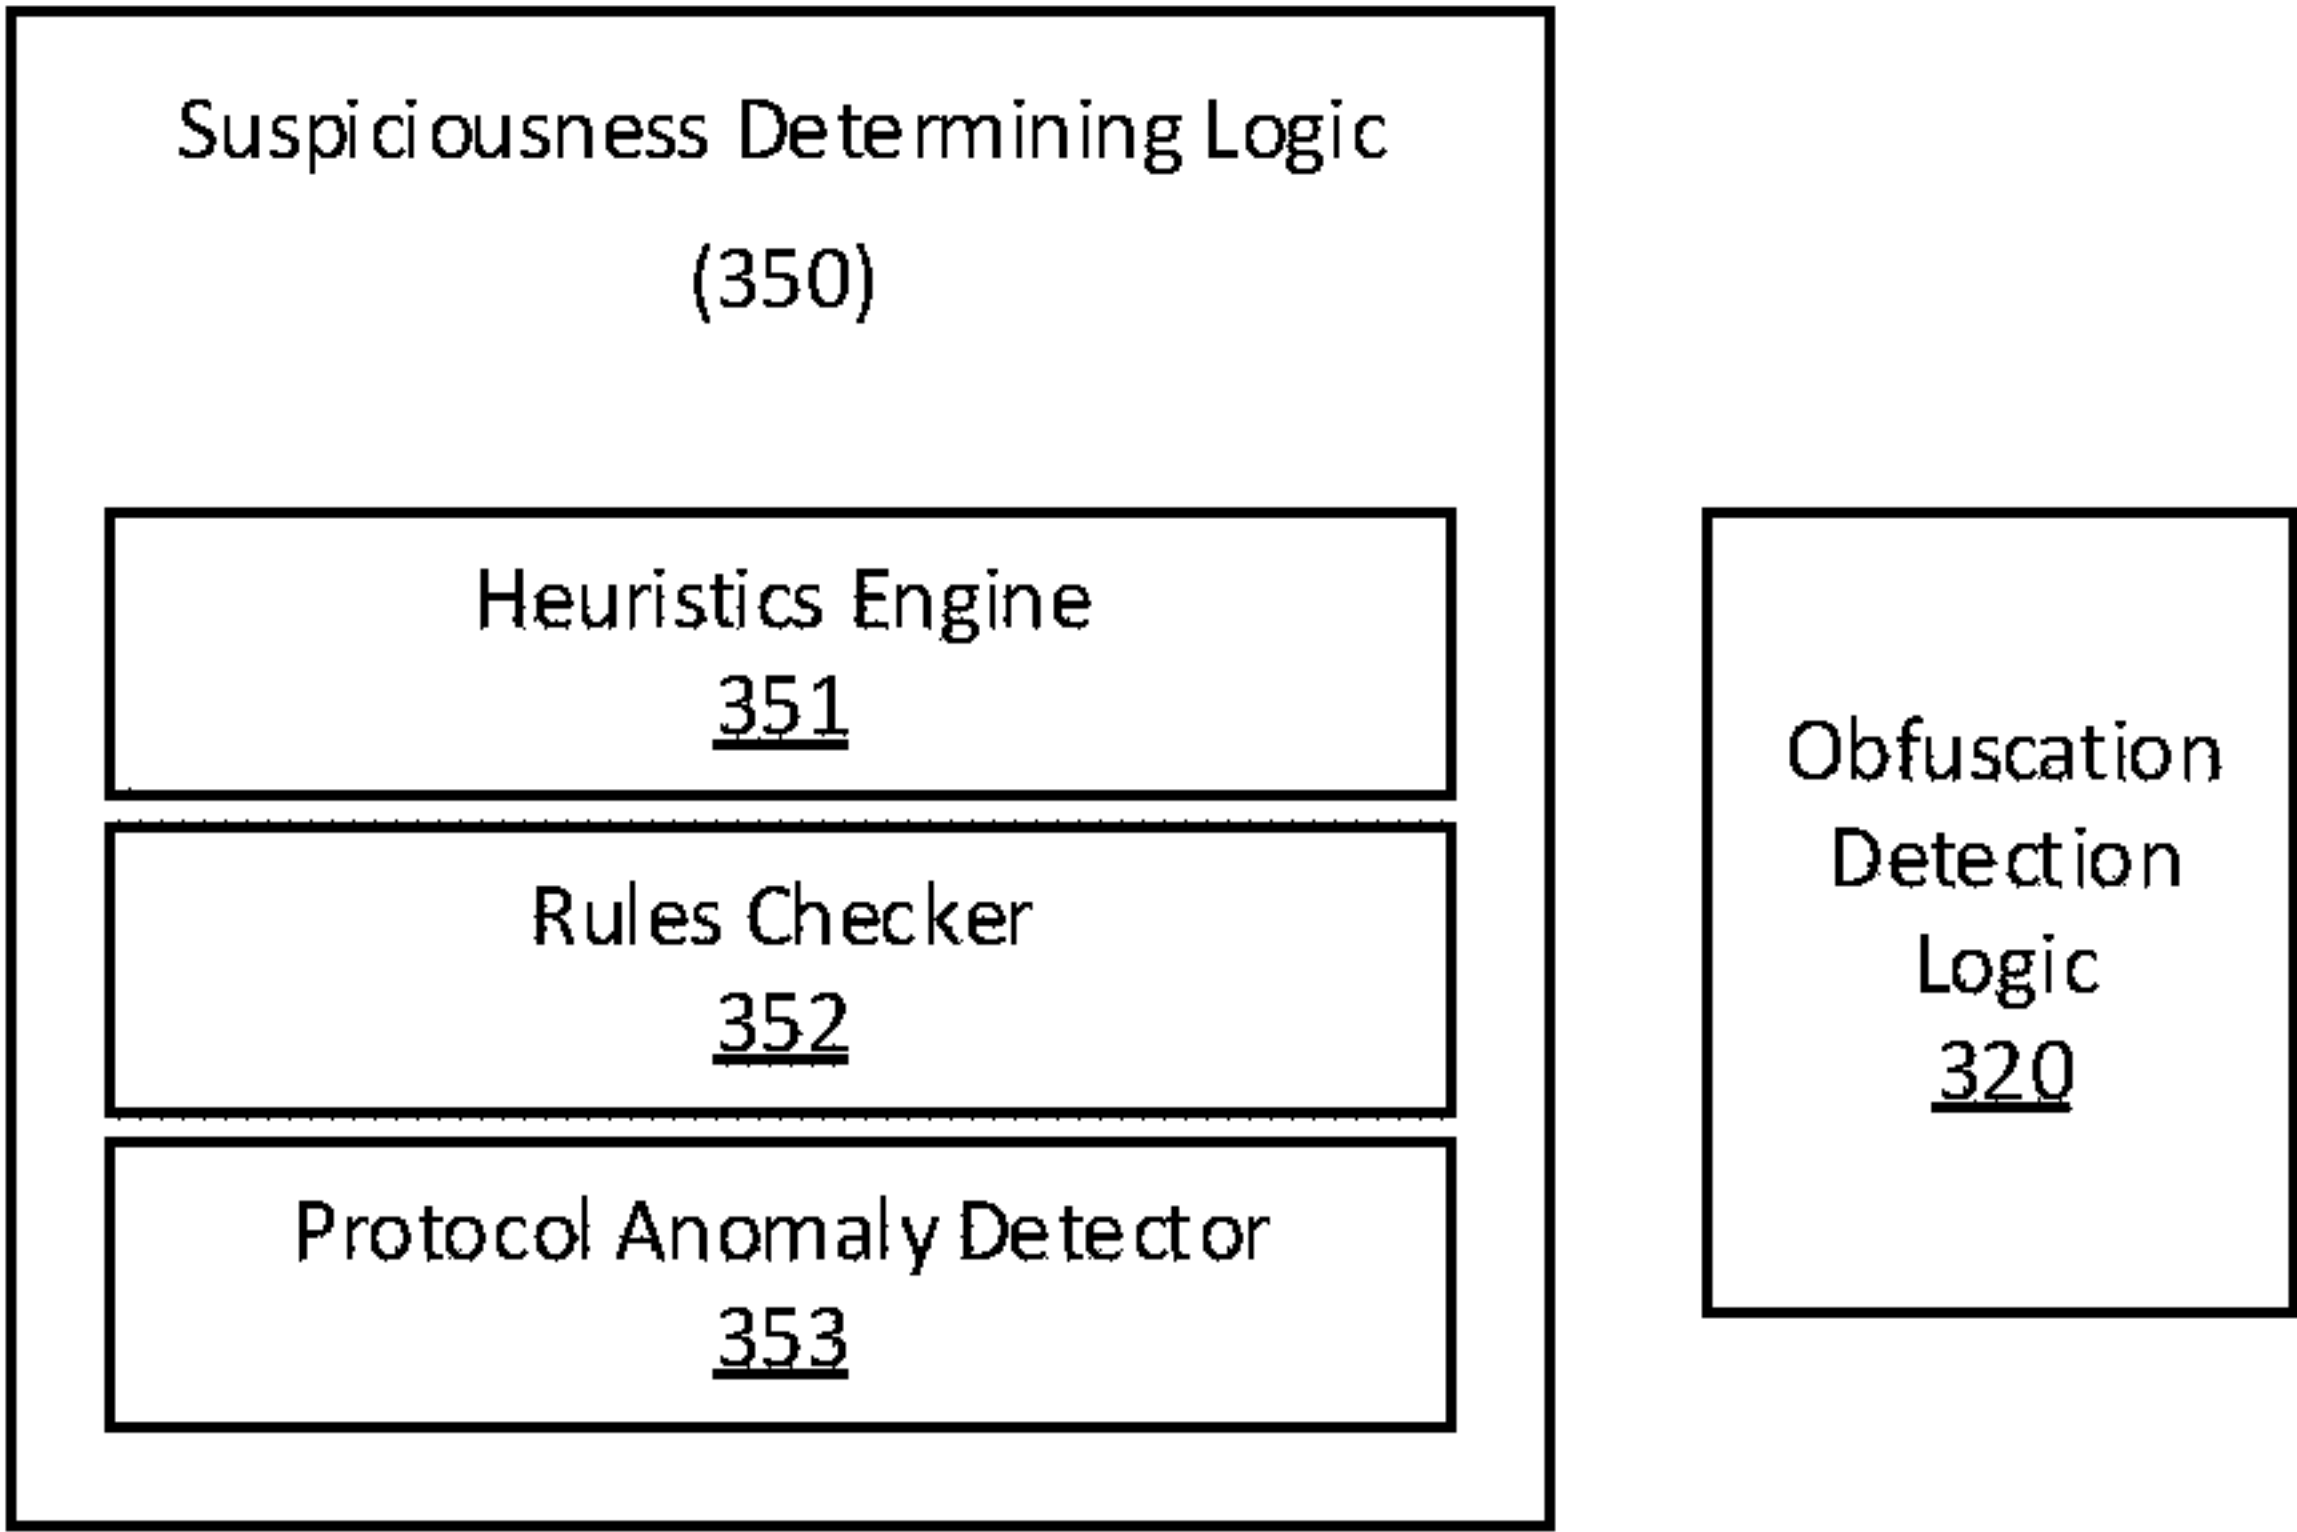 Suspiciousness Determining Logic
(350)
Heuristics Engine
351
Rules Checker
352
Protocol Anomaly Detector
353
Obfuscation
Detection
Logic
320